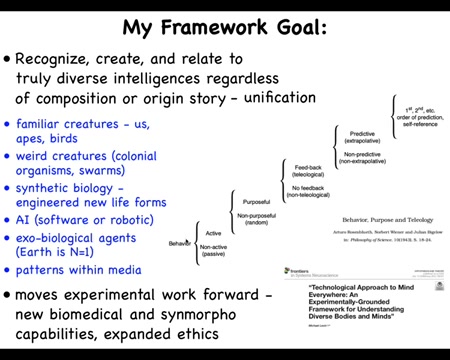 My Framework Goal:
• Recognize, create, and relate to
truly diverse intelligences regardless
of composition or origin story – unification
• familiar creatures – us,
apes, birds
• weird creatures (colonial
organisms, swarms)
• synthetic biology –
engineered new life forms
• AI (software or robotic)
• exo-biological agents
(Earth is N=1)
• patterns within media
• moves experimental work forward –
new biomedical and synmorpho
capabilities, expanded ethics
Behavior
Active
Non-active
(passive)
Purposeful
Non-purposeful
(random)
Feed-back
(teleological)
No feedback
(non-teleological)
Predictive
(extrapolative)
Non-predictive
(non-extrapolative)
1st, 2nd, etc.
order of prediction,
self-reference
Behavior, Purpose and Teleology
Arturo Rosenblueth, Norbert Wiener and Julian Bigelow
in: Philosophy of Science, 10(1943), S. 18-24.
frontiers
in Systems Neuroscience
"Technological Approach to Mind
Everywhere: An
Experimentally-Grounded
Framework for Understanding
Diverse Bodies and Minds"
Michael Levin